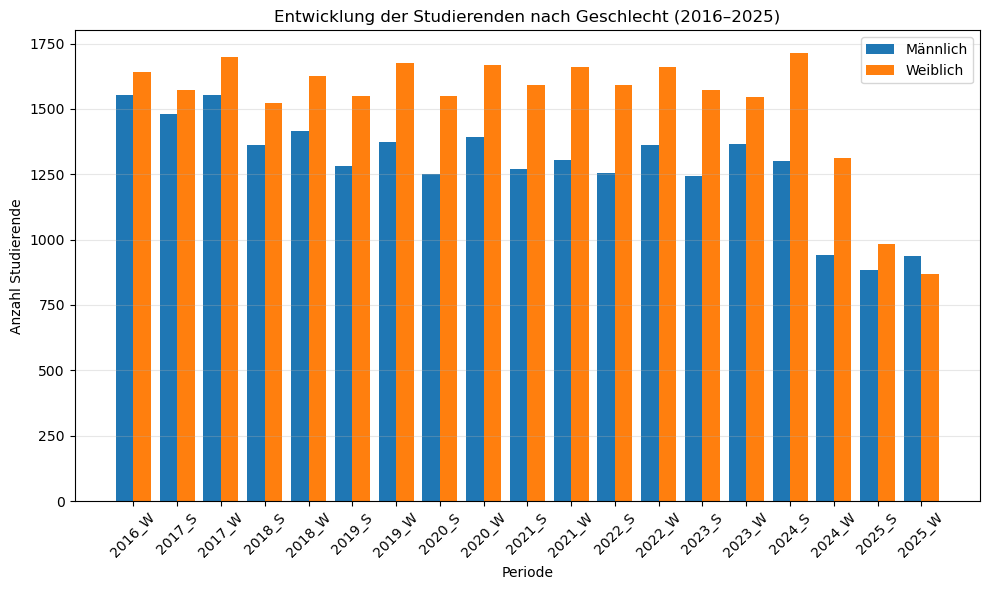 Entwicklung der Studierenden nach Geschlecht (2016–2025)
Männlich
Weiblich
Anzahl Studierende
1750
1500
1250
1000
750
500
250
0
2016_W
2017_S
2017_W
2018_S
2018_W
2019_S
2019_W
2020_S
2020_W
2021_S
2021_W
2022_S
2022_W
2023_S
2023_W
2024_S
2024_W
2025_S
2025_W
Periode